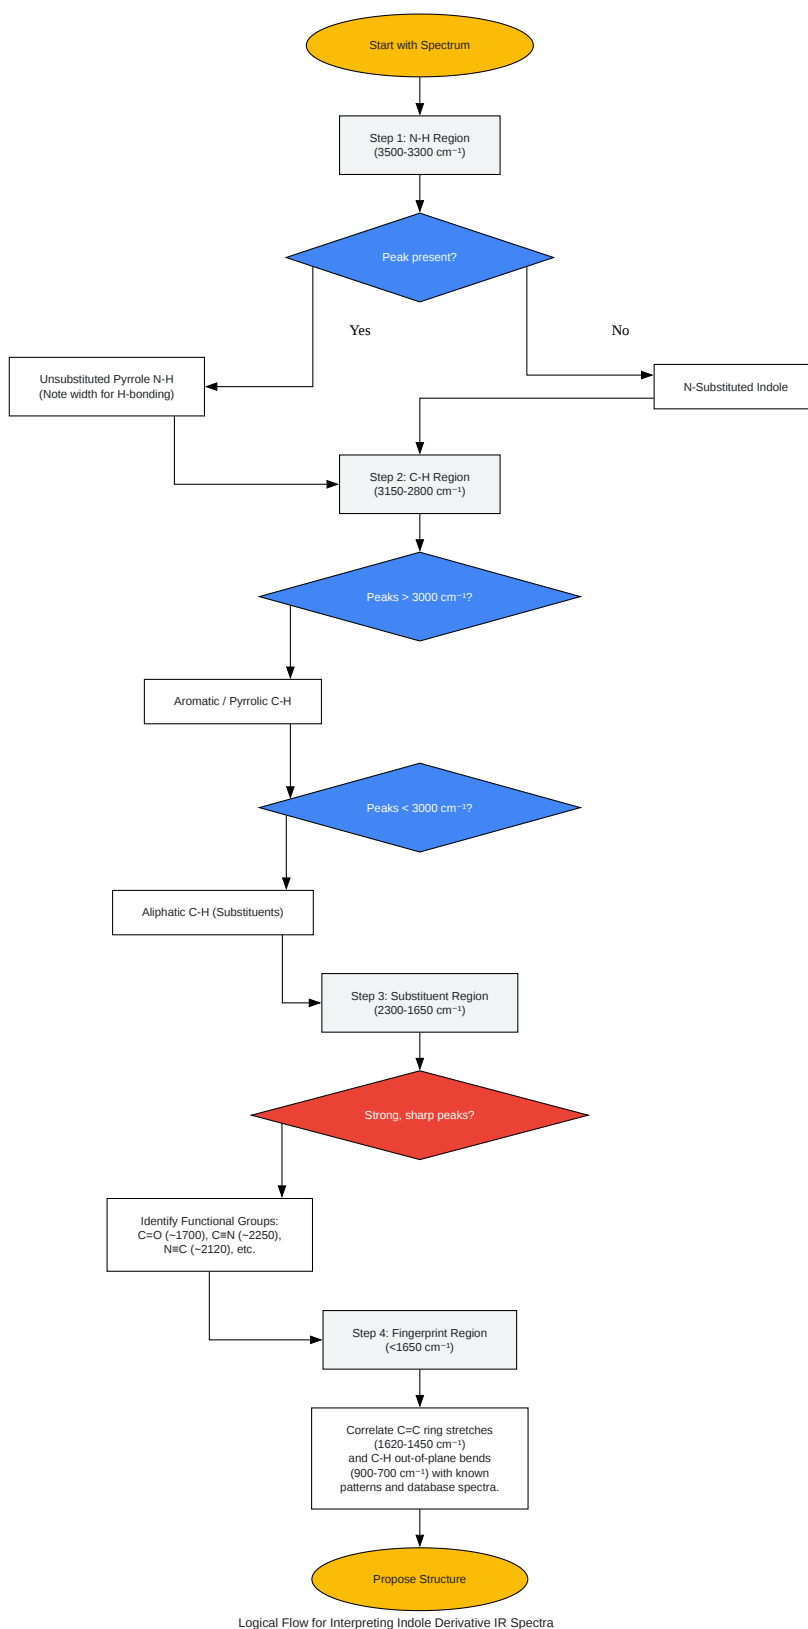 Start with Spectrum
Step 1: N-H Region
(3500-3300 cm⁻¹)
Peak present?
Yes
No
Unsubstituted Pyrrole N-H
(Note width for H-bonding)
N-Substituted Indole
Step 2: C-H Region
(3150-2800 cm⁻¹)
Peaks > 3000 cm⁻¹?
Aromatic / Pyrrolic C-H
Peaks < 3000 cm⁻¹?
Aliphatic C-H (Substituents)
Step 3: Substituent Region
(2300-1650 cm⁻¹)
Strong, sharp peaks?
Identify Functional Groups:
C=O (~1700), C≡N (~2250),
N≡C (~2120), etc.
Step 4: Fingerprint Region
(<1650 cm⁻¹)
Correlate C=C ring stretches
(1620-1450 cm⁻¹)
and C-H out-of-plane bends
(900-700 cm⁻¹) with known
patterns and database spectra.
Propose Structure
Logical Flow for Interpreting Indole Derivative IR Spectra